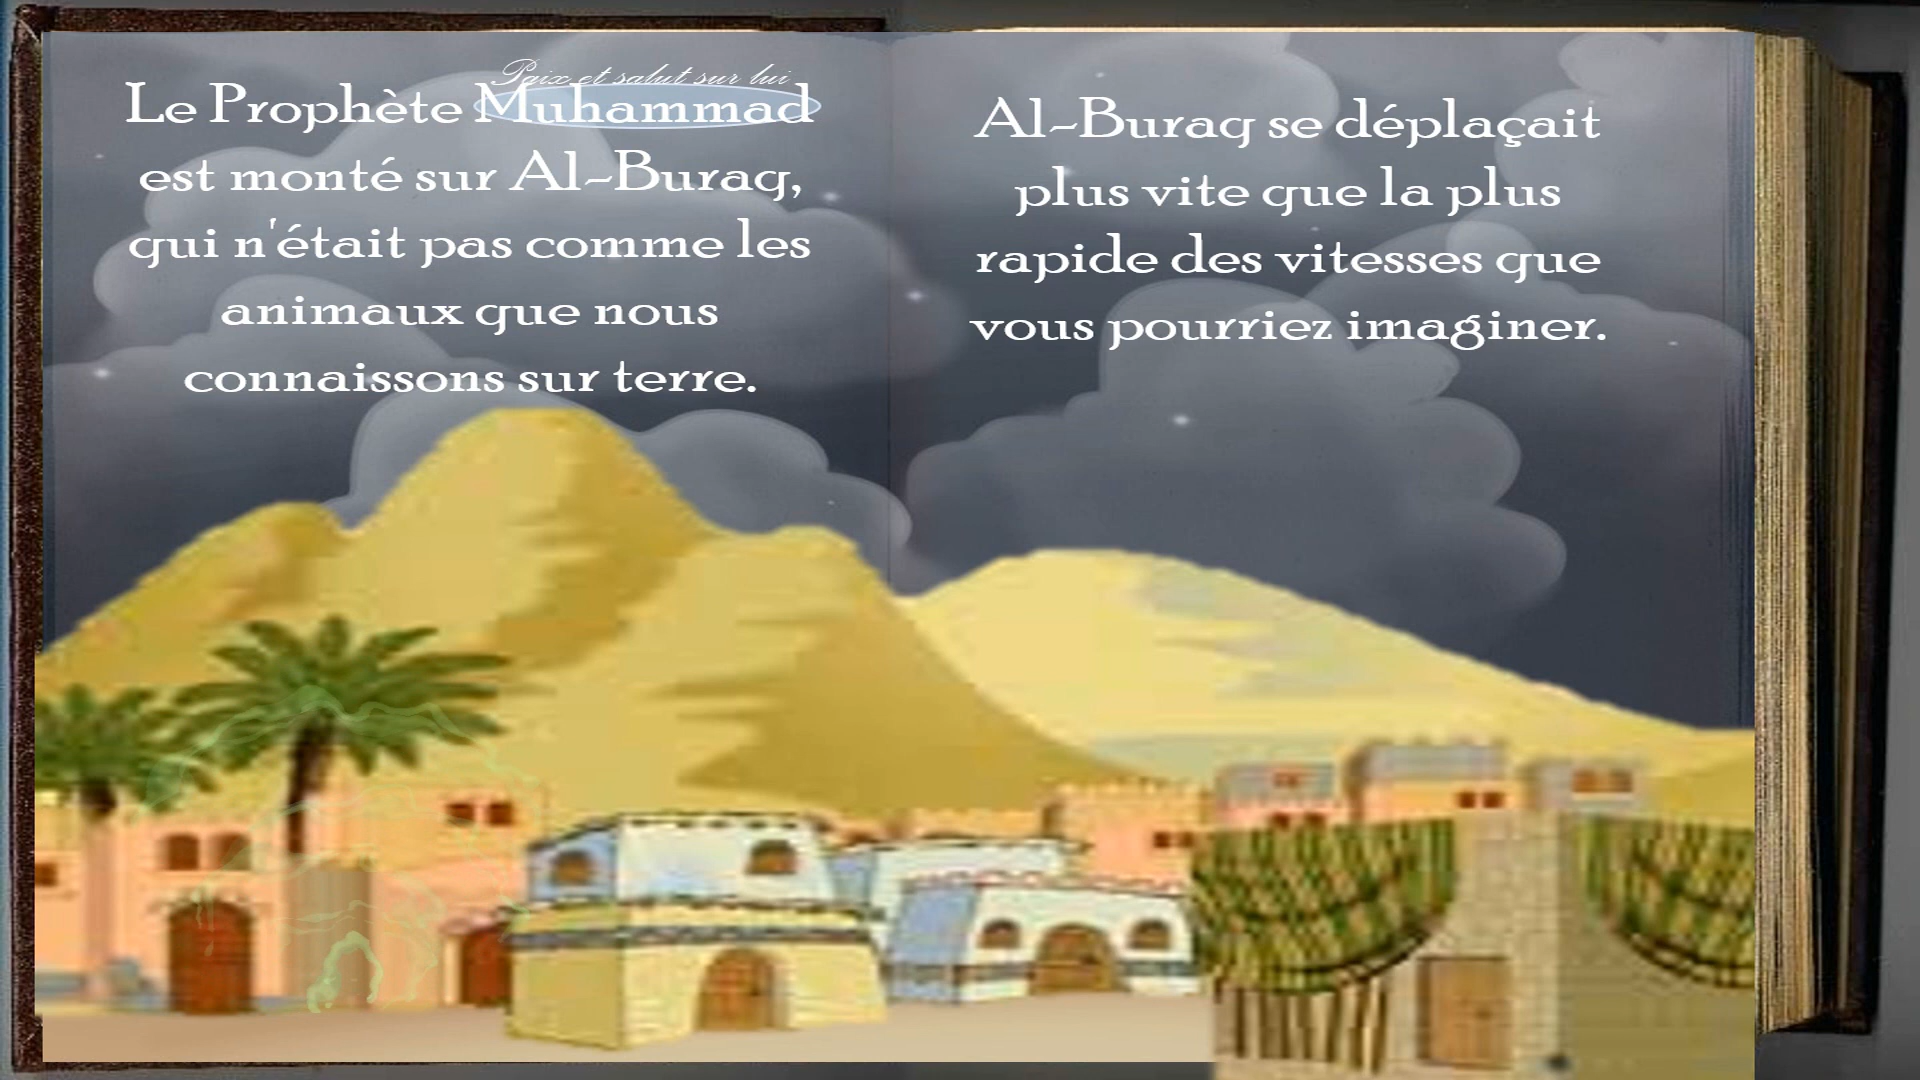 Paix et salut sur lui
Le Prophète Muhammad
est monté sur Al-Buraq,
qui n'était pas comme les
animaux que nous
connaissons sur terre.
Al-Buraq se déplaçait
plus vite que la plus
rapide des vitesses que
vous pourriez imaginer.